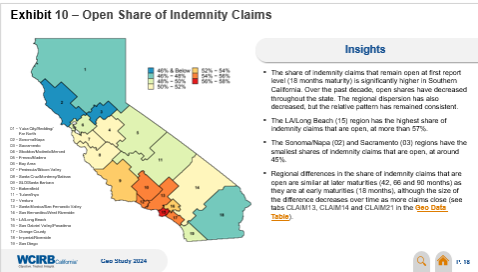 Exhibit 10 – Open Share of Indemnity Claims
1
46% & Below
46% – 48%
48% – 50%
50% – 52%
52% – 54%
54% – 56%
56% – 58%
01 – Yuba City/Redding/
Far North
02 – Sonoma/Napa
03 – Sacramento
04 – Stockton/Modesto/Merced
05 – Fresno/Madera
06 – Bay Area
07 – Peninsula/Silicon Valley
08 – Santa Cruz/Monterey/Salinas
09 – SLO/Santa Barbara
10 – Bakersfield
11 – Tulare/Inyo
12 – Ventura
13 – Santa Monica/San Fernando Valley
14 – San Bernardino/West Riverside
15 – LA/Long Beach
16 – San Gabriel Valley/Pasadena
17 – Orange County
18 – Imperial/Riverside
19 – San Diego
Insights
• The share of indemnity claims that remain open at first report
level (18 months maturity) is significantly higher in Southern
California. Over the past decade, open shares have decreased
throughout the state. The regional dispersion has also
decreased, but the relative pattern has remained consistent.
• The LA/Long Beach (15) region has the highest share of
indemnity claims that are open, at more than 57%.
• The Sonoma/Napa (02) and Sacramento (03) regions have the
smallest shares of indemnity claims that are open, at around
45%.
• Regional differences in the share of indemnity claims that
are open are similar at later maturities (42, 66 and 90 months) as
they are at early maturities (18 months), although the size of
the difference decreases over time as more claims close (see
tabs CLAIM13, CLAIM14 and CLAIM21 in the Geo Data
Table).
WCIRB California
Geo Study 2024
P. 18